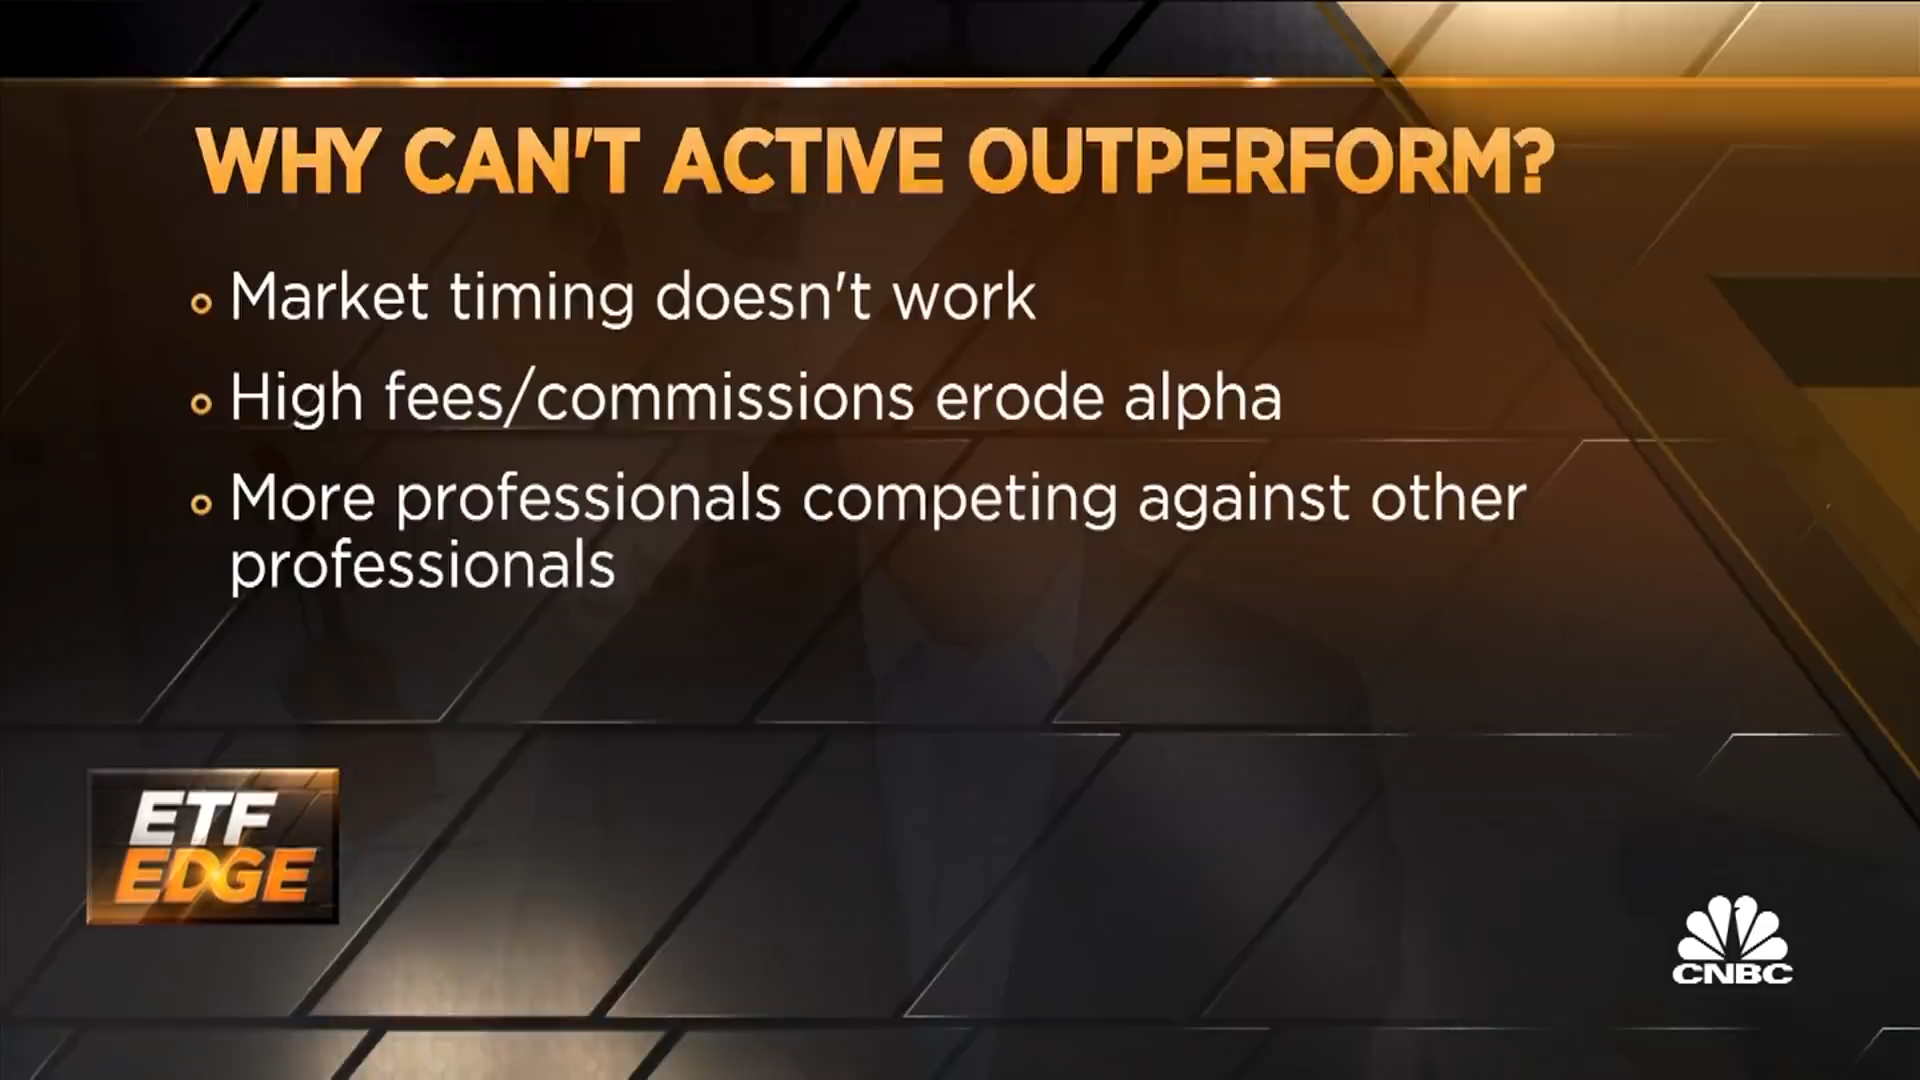 WHY CAN'T ACTIVE OUTPERFORM?
Market timing doesn't work
High fees/commissions erode alpha
More professionals competing against other
professionals
ETF
EDGE
CNBC